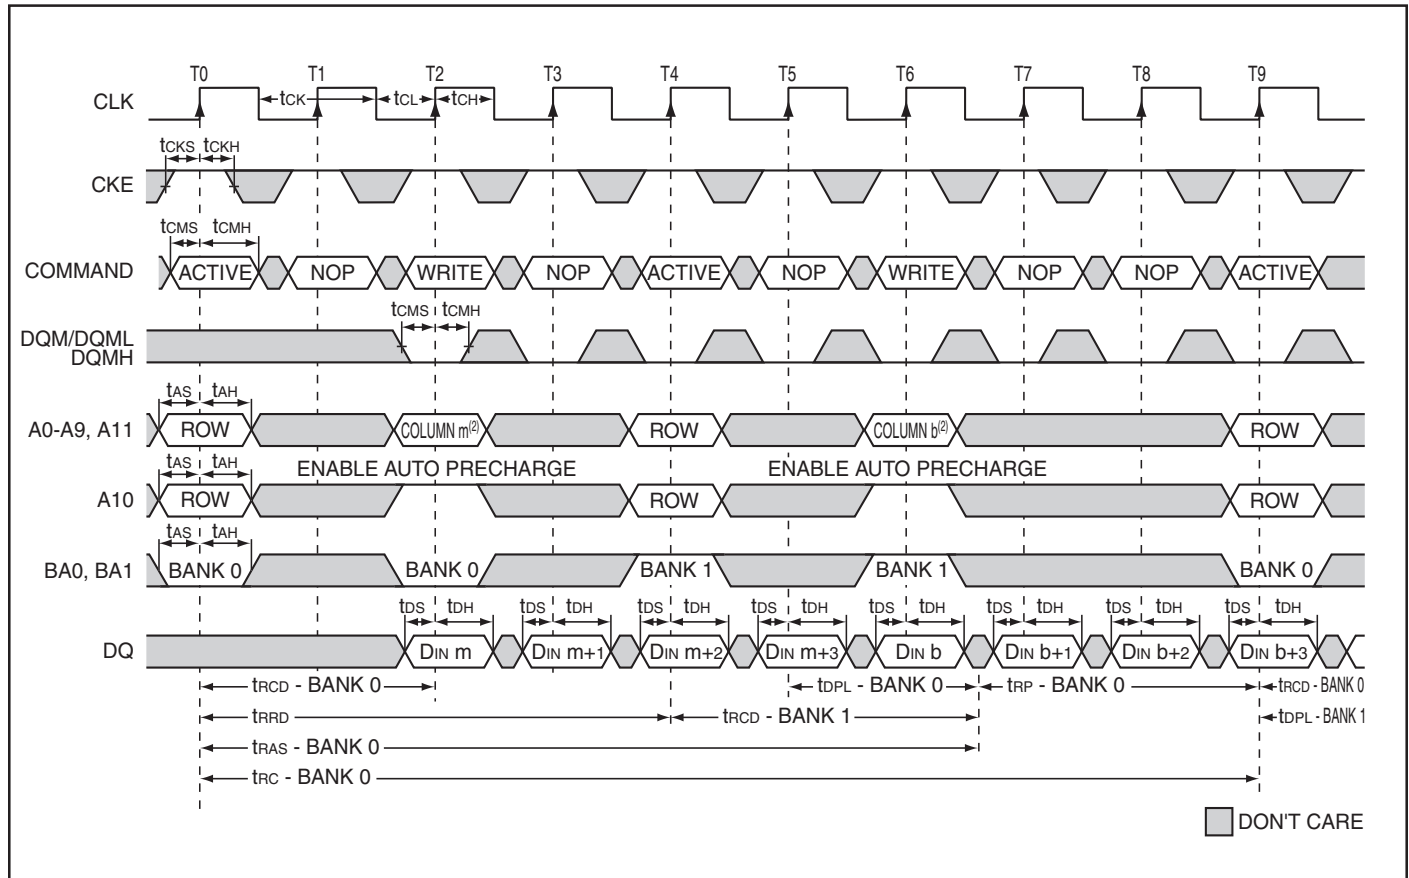 T0 T1 T2 T3 T4 T5 T6 T7 T8 T9
CLK tCK tCL tCH
tCKS tCKH
CKE
tCMS tCMH
COMMAND ACTIVE NOP WRITE NOP ACTIVE NOP WRITE NOP NOP ACTIVE
tCMS tCMH
DQM/DQML
DQMH
tAS tAH
A0-A9, A11 ROW COLUMN m(2) ROW COLUMN b(2) ROW
tAS tAH ENABLE AUTO PRECHARGE ENABLE AUTO PRECHARGE
A10 ROW ROW ROW
tAS tAH
BA0, BA1 BANK 0 BANK 0 BANK 1 BANK 1 BANK 0
tDS tDH tDS tDH tDS tDH tDS tDH tDS tDH tDS tDH tDS tDH tDS tDH
DQ DIN m DIN m+1 DIN m+2 DIN m+3 DIN b DIN b+1 DIN b+2 DIN b+3
tRCD - BANK 0 tDPL - BANK 0 tRP - BANK 0 tRCD - BANK 0
tRRD tRCD - BANK 1 tDPL - BANK 1
tRAS - BANK 0
tRC - BANK 0
DON'T CARE